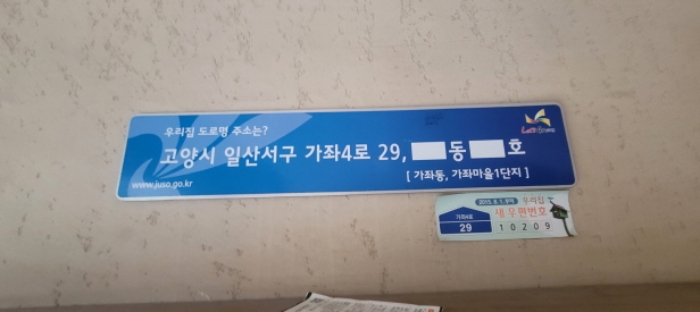 우리집 도로명 주소는?
고양시 일산서구 가좌4로 29, 동 호
[ 가좌동, 가좌마을1단지 ]
www.juso.go.kr
2015. 8. 1. 부터 우리집
새 우편번호
가좌4로
29
10209